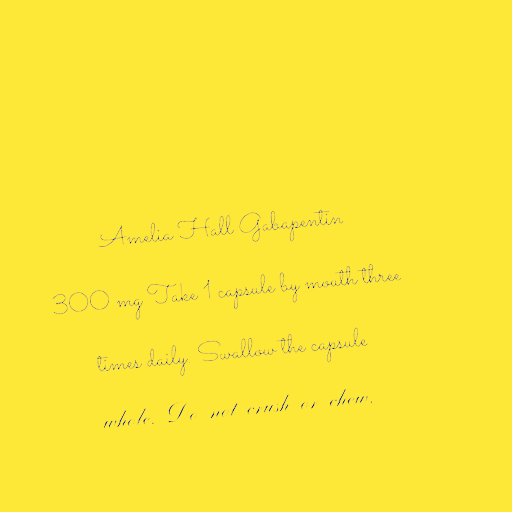 Amelia Hall Gabapentin
300 mg Take 1 capsule by mouth three
times daily. Swallow the capsule
whole. Do not crush or chew.